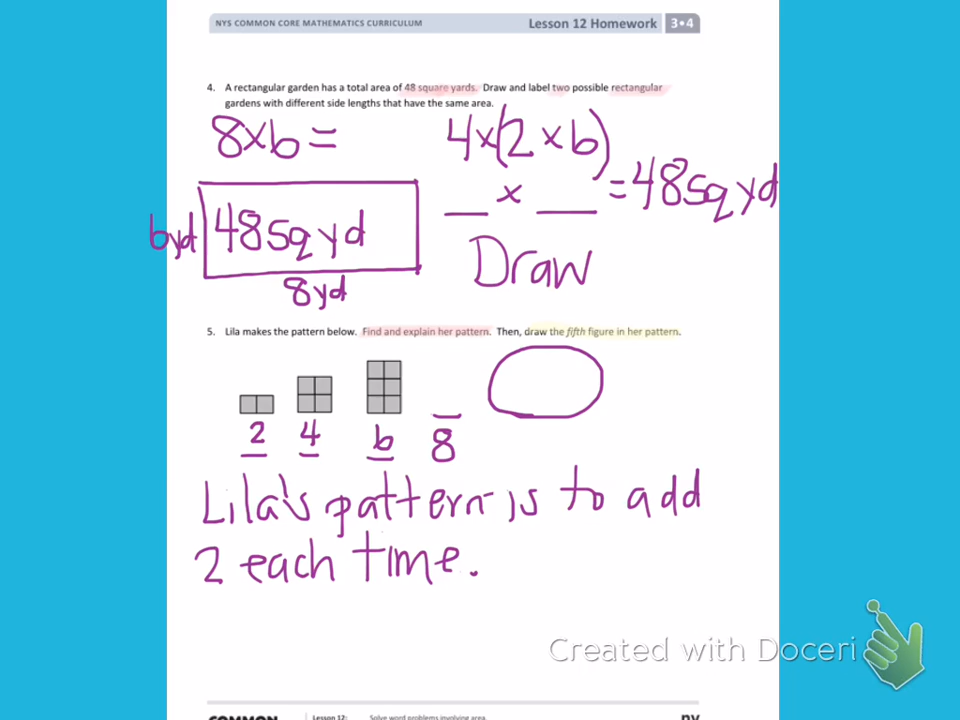 NYS COMMON CORE MATHEMATICS CURRICULUM Lesson 12 Homework 3•4
4. A rectangular garden has a total area of 48 square yards. Draw and label two possible rectangular
gardens with different side lengths that have the same area.
8×6= 4×(2×6)
__ × __ =48sq yd
6yd 48sq yd
8yd
Draw
5. Lila makes the pattern below. Find and explain her pattern. Then, draw the fifth figure in her pattern.
2 4 6 8
Lila's pattern is to add
2 each time.
Created with Doceri
COMMON Lesson 12: Solve word problems involving area. ny